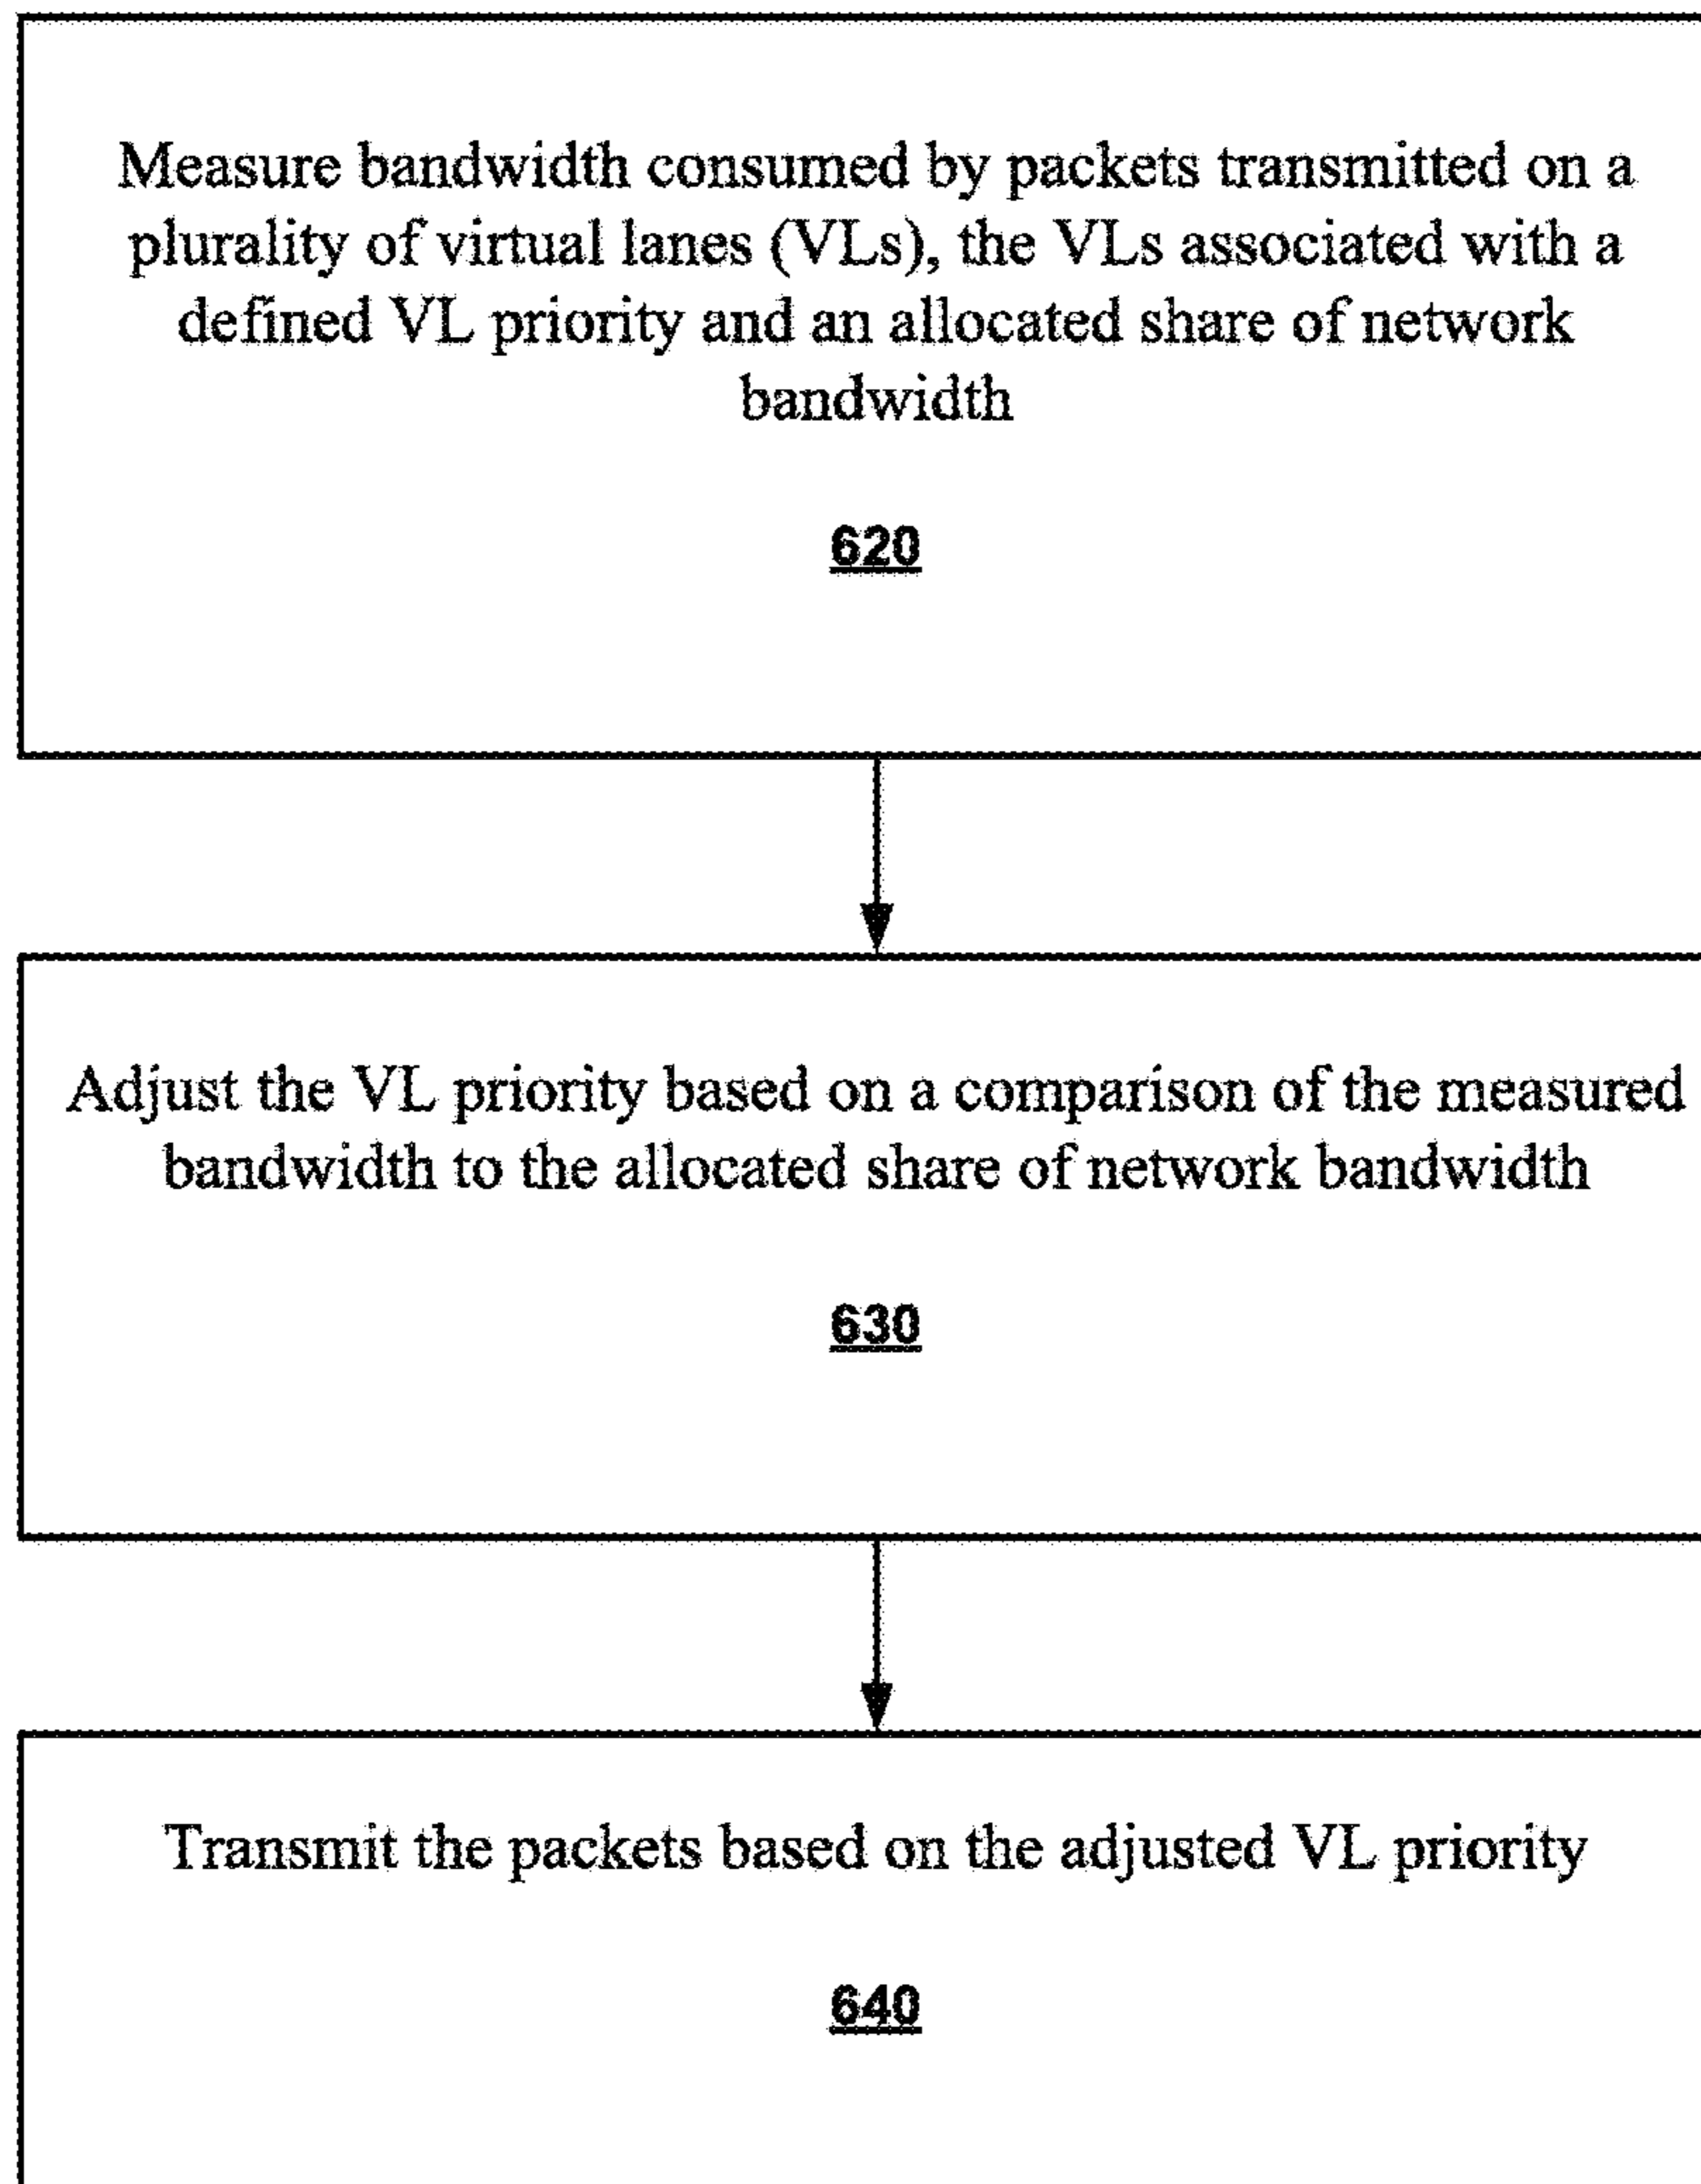 Measure bandwidth consumed by packets transmitted on a
plurality of virtual lanes (VLs), the VLs associated with a
defined VL priority and an allocated share of network
bandwidth
620
Adjust the VL priority based on a comparison of the measured
bandwidth to the allocated share of network bandwidth
630
Transmit the packets based on the adjusted VL priority
640